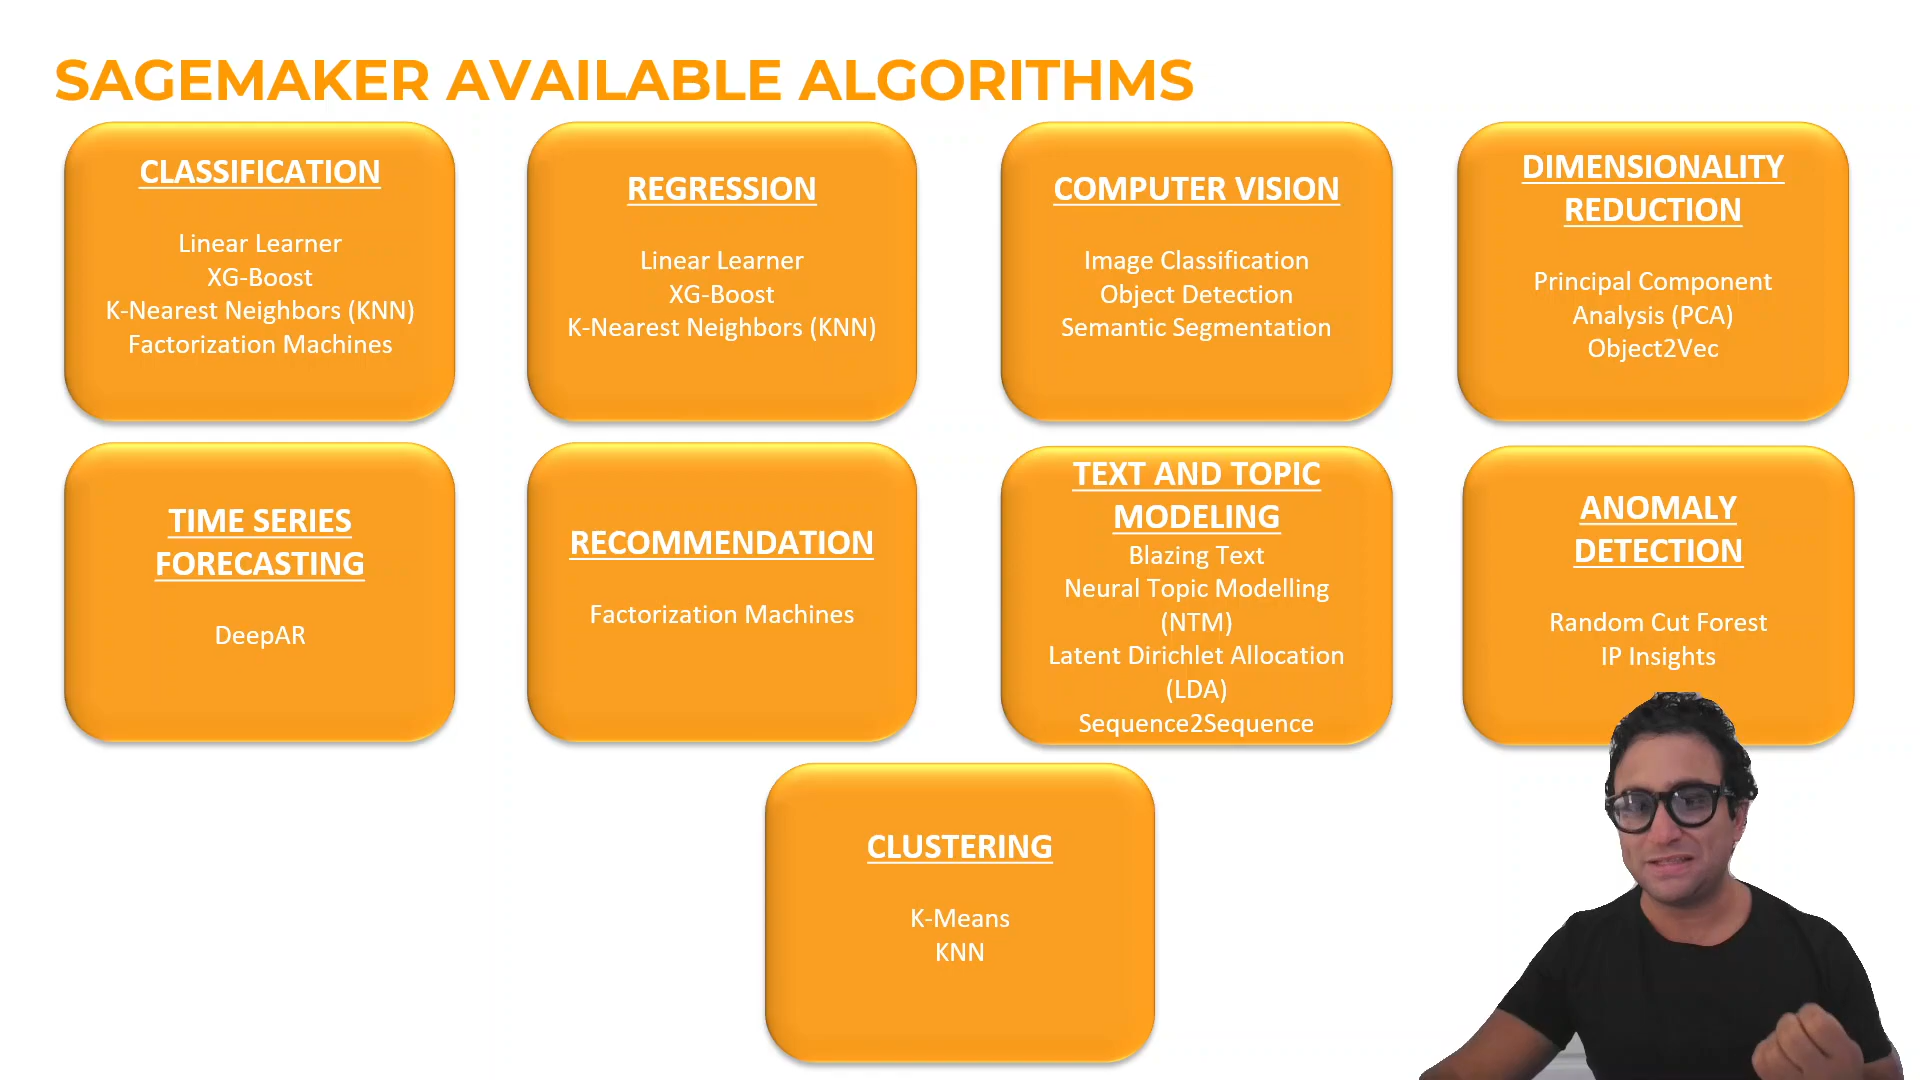 SAGEMAKER AVAILABLE ALGORITHMS
CLASSIFICATION
Linear Learner
XG-Boost
K-Nearest Neighbors (KNN)
Factorization Machines
REGRESSION
Linear Learner
XG-Boost
K-Nearest Neighbors (KNN)
COMPUTER VISION
Image Classification
Object Detection
Semantic Segmentation
DIMENSIONALITY
REDUCTION
Principal Component
Analysis (PCA)
Object2Vec
TIME SERIES
FORECASTING
DeepAR
RECOMMENDATION
Factorization Machines
TEXT AND TOPIC
MODELING
Blazing Text
Neural Topic Modelling
(NTM)
Latent Dirichlet Allocation
(LDA)
Sequence2Sequence
ANOMALY
DETECTION
Random Cut Forest
IP Insights
CLUSTERING
K-Means
KNN